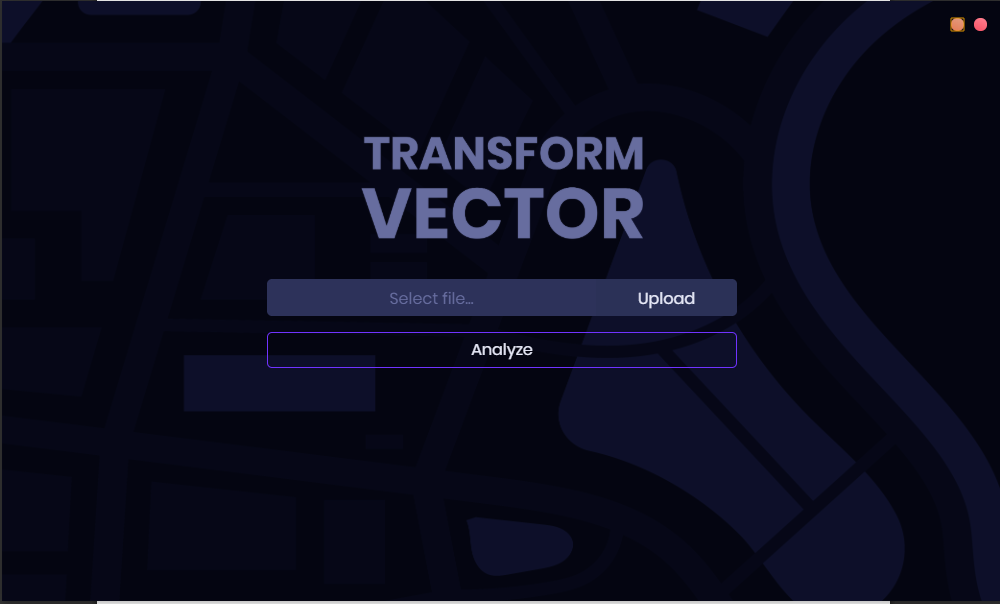 TRANSFORM
VECTOR
Select file...
Upload
Analyze